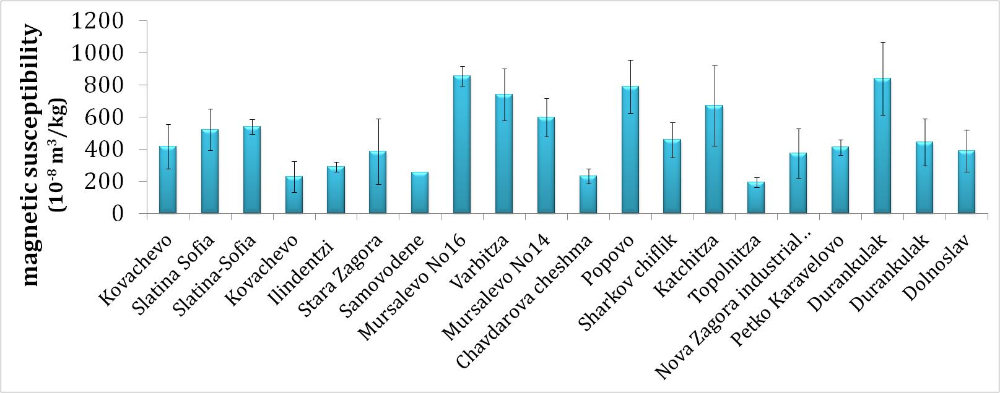 magnetic susceptibility
(10⁻⁸ m³/kg)
1200
1000
800
600
400
200
0
Kovachevo
Slatina Sofia
Slatina-Sofia
Kovachevo
Ilindentzi
Stara Zagora
Samovodene
Mursalevo No16
Varbitza
Mursalevo No14
Chavdarova cheshma
Popovo
Sharkov chiflik
Katchitza
Topolnitza
Nova Zagora industrial..
Petko Karavelovo
Durankulak
Durankulak
Dolnoslav